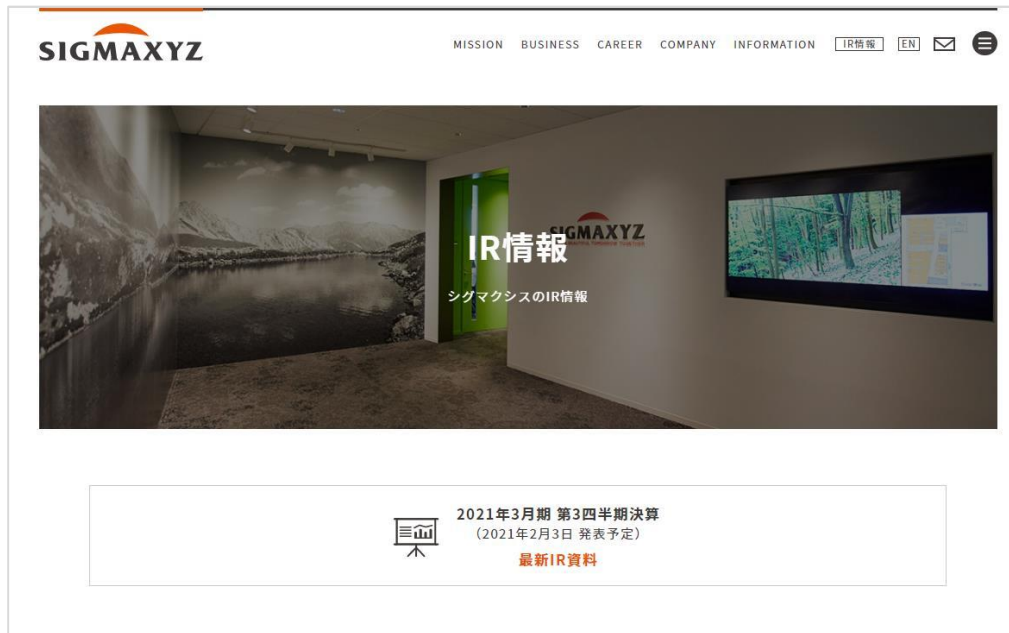 SIGMAXYZ
MISSION BUSINESS CAREER COMPANY INFORMATION IR情報 EN
SIGMAXYZ
IR情報
シグマクシスのIR情報
2021年3月期 第3四半期決算
（2021年2月3日 発表予定）
最新IR資料